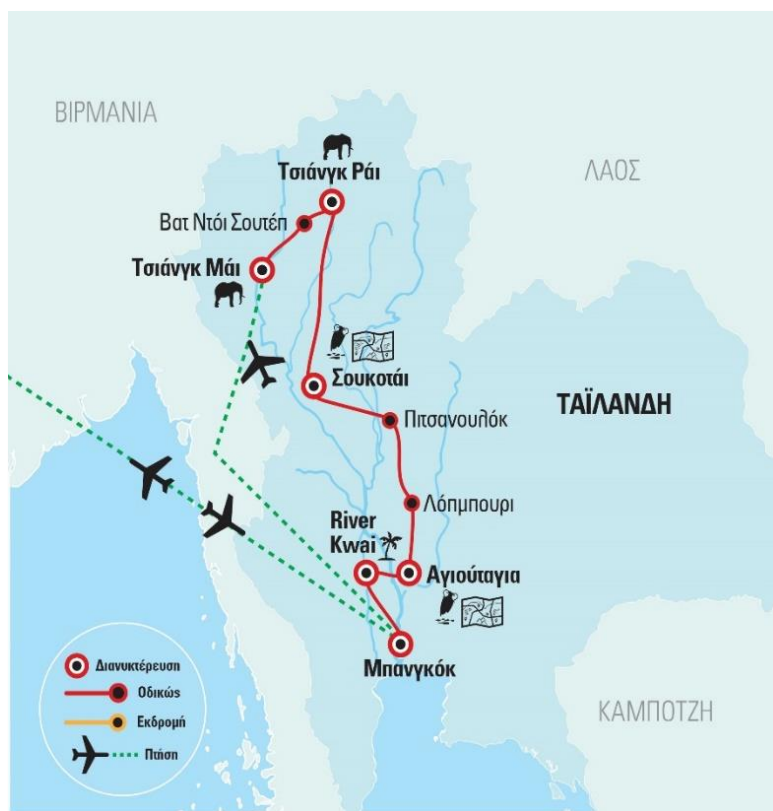 ΒΙΡΜΑΝΙΑ
Τσιάνγκ Ράι
ΛΑΟΣ
Βατ Ντόι Σουτέπ
Τσιάνγκ Μάι
Σουκοτάι
ΤΑΪΛΑΝΔΗ
Πιτσανουλόκ
Λόπμπουρι
River
Kwai
Αγιούταγια
Μπανγκόκ
Διανυκτέρευση
Οδικώς
Εκδρομή
Πτήση
ΚΑΜΠΟΤΖΗ